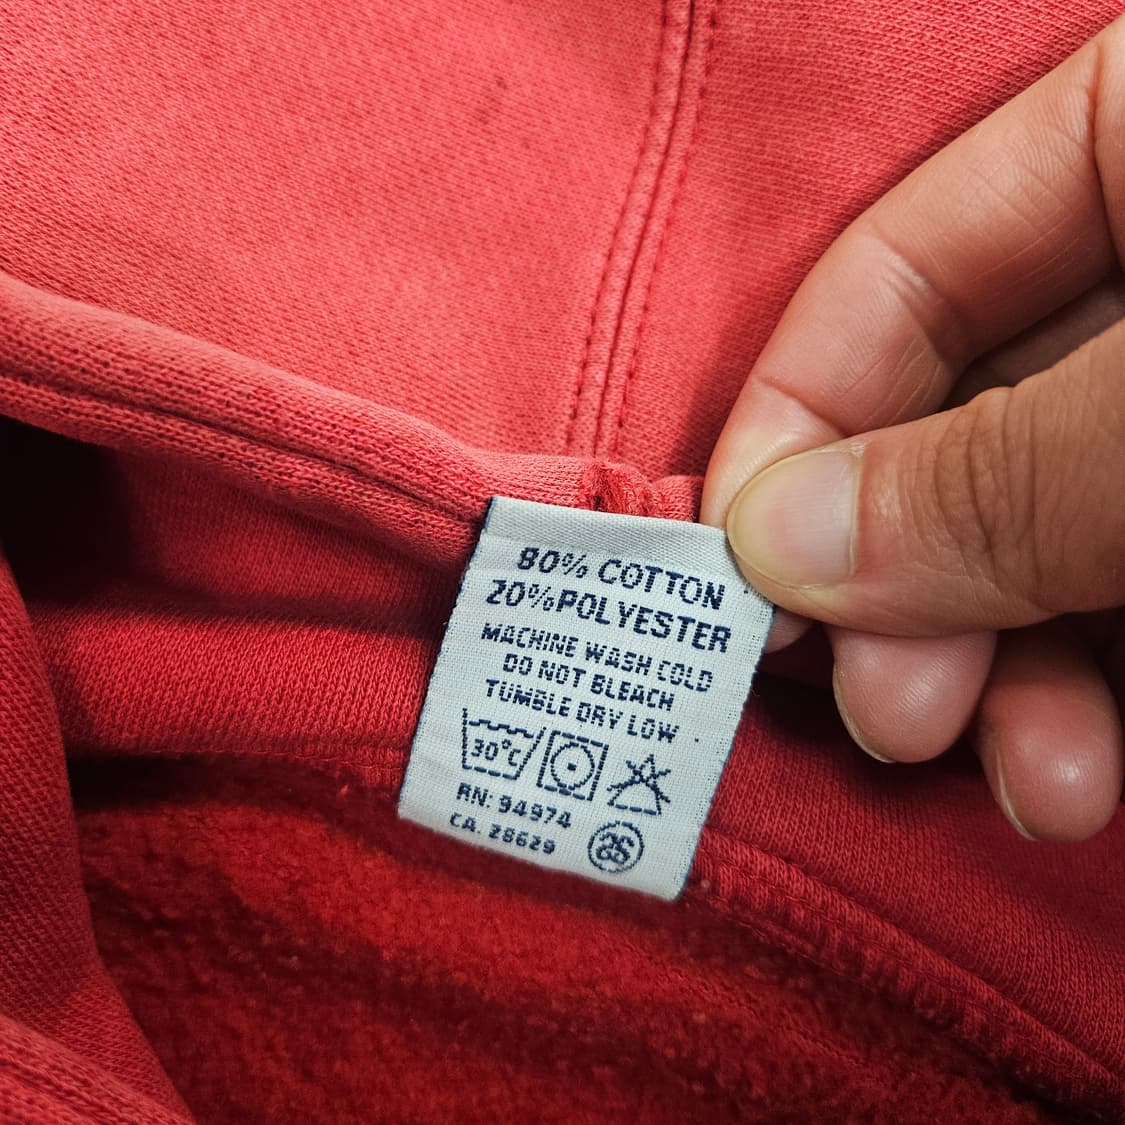 80% COTTON
20% POLYESTER
MACHINE WASH COLD
DO NOT BLEACH
TUMBLE DRY LOW
30°C
RN: 94974
CA. 28629